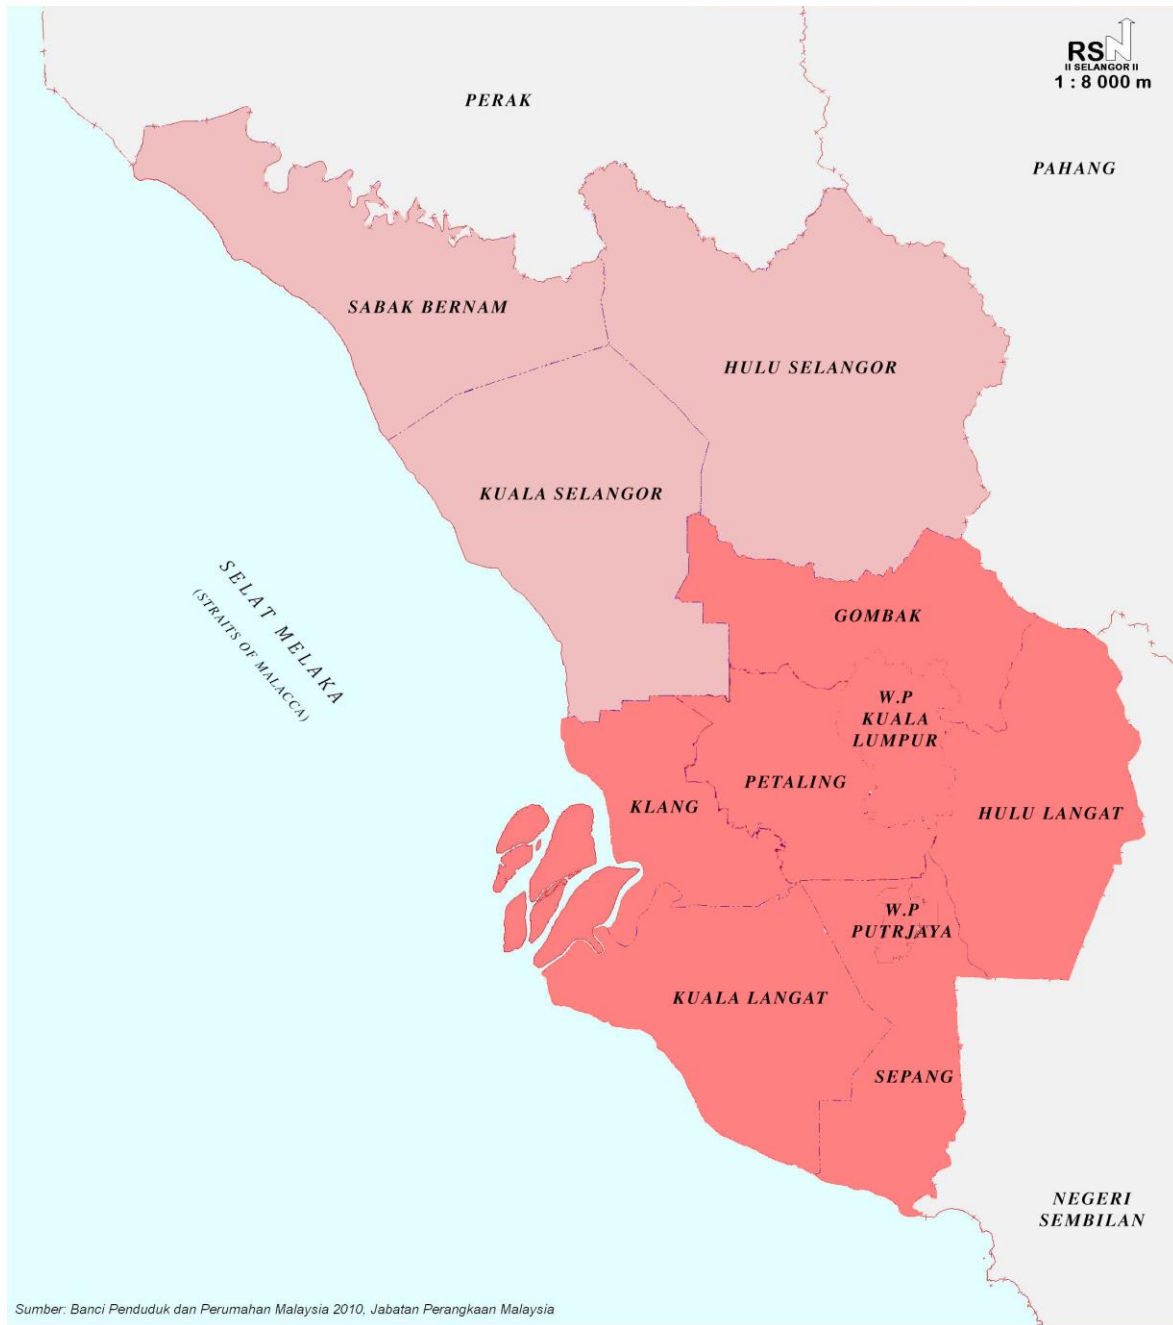 RSN
II SELANGOR II
1 : 8 000 m
PERAK
PAHANG
SABAK BERNAM
HULU SELANGOR
KUALA SELANGOR
SELAT MELAKA
(STRAITS OF MALACCA)
GOMBAK
W.P
KUALA
LUMPUR
PETALING
KLANG
HULU LANGAT
W.P
PUTRJAYA
KUALA LANGAT
SEPANG
NEGERI
SEMBILAN
Sumber: Banci Penduduk dan Perumahan Malaysia 2010, Jabatan Perangkaan Malaysia